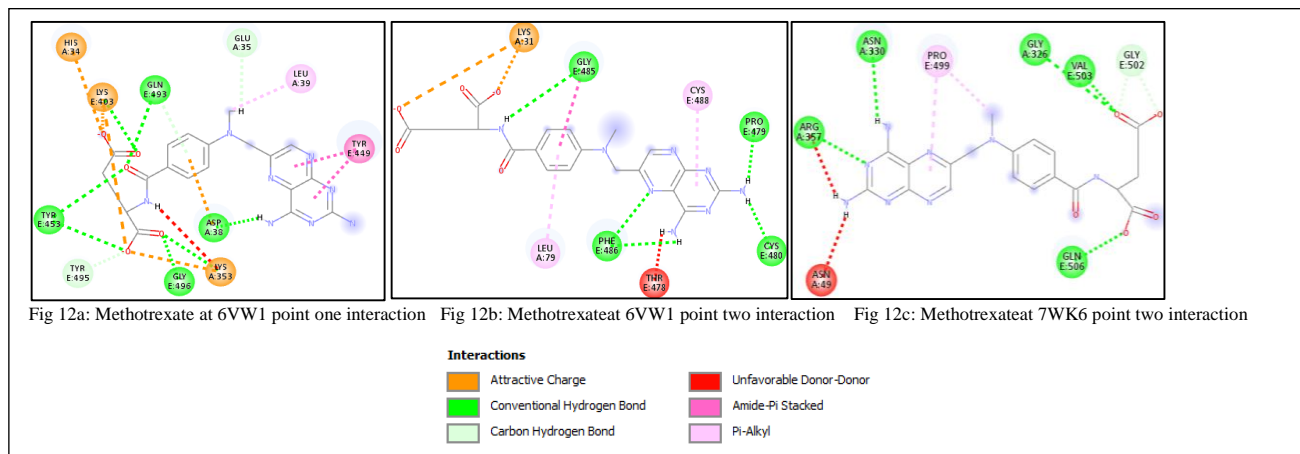 HIS
A:34
GLU
A:35
LYS
E:403
GLN
E:493
LEU
A:39
TYR
A:449
TYR
E:453
ASP
A:38
TYR
E:495
GLY
E:496
LYS
A:353
H
N
N
N
N
N
N
N
N
H
H
O
O
O
O
O
O-
LYS
A:31
GLY
E:485
CYS
E:488
PRO
E:479
LEU
A:79
PHE
E:486
THR
E:478
CYS
E:480
O
O
O-
O
O
H
N
N
N
N
N
N
N
N
H
H
H
H
ASN
E:330
PRO
E:499
GLY
A:326
VAL
E:503
GLY
E:502
ARG
A:357
ASN
A:49
GLN
E:506
H
N
N
N
N
N
N
N
N
H
H
O
O
O
O
O
Fig 12a: Methotrexate at 6VW1 point one interaction
Fig 12b: Methotrexateat 6VW1 point two interaction
Fig 12c: Methotrexateat 7WK6 point two interaction
Interactions
Attractive Charge
Conventional Hydrogen Bond
Carbon Hydrogen Bond
Unfavorable Donor-Donor
Amide-Pi Stacked
Pi-Alkyl